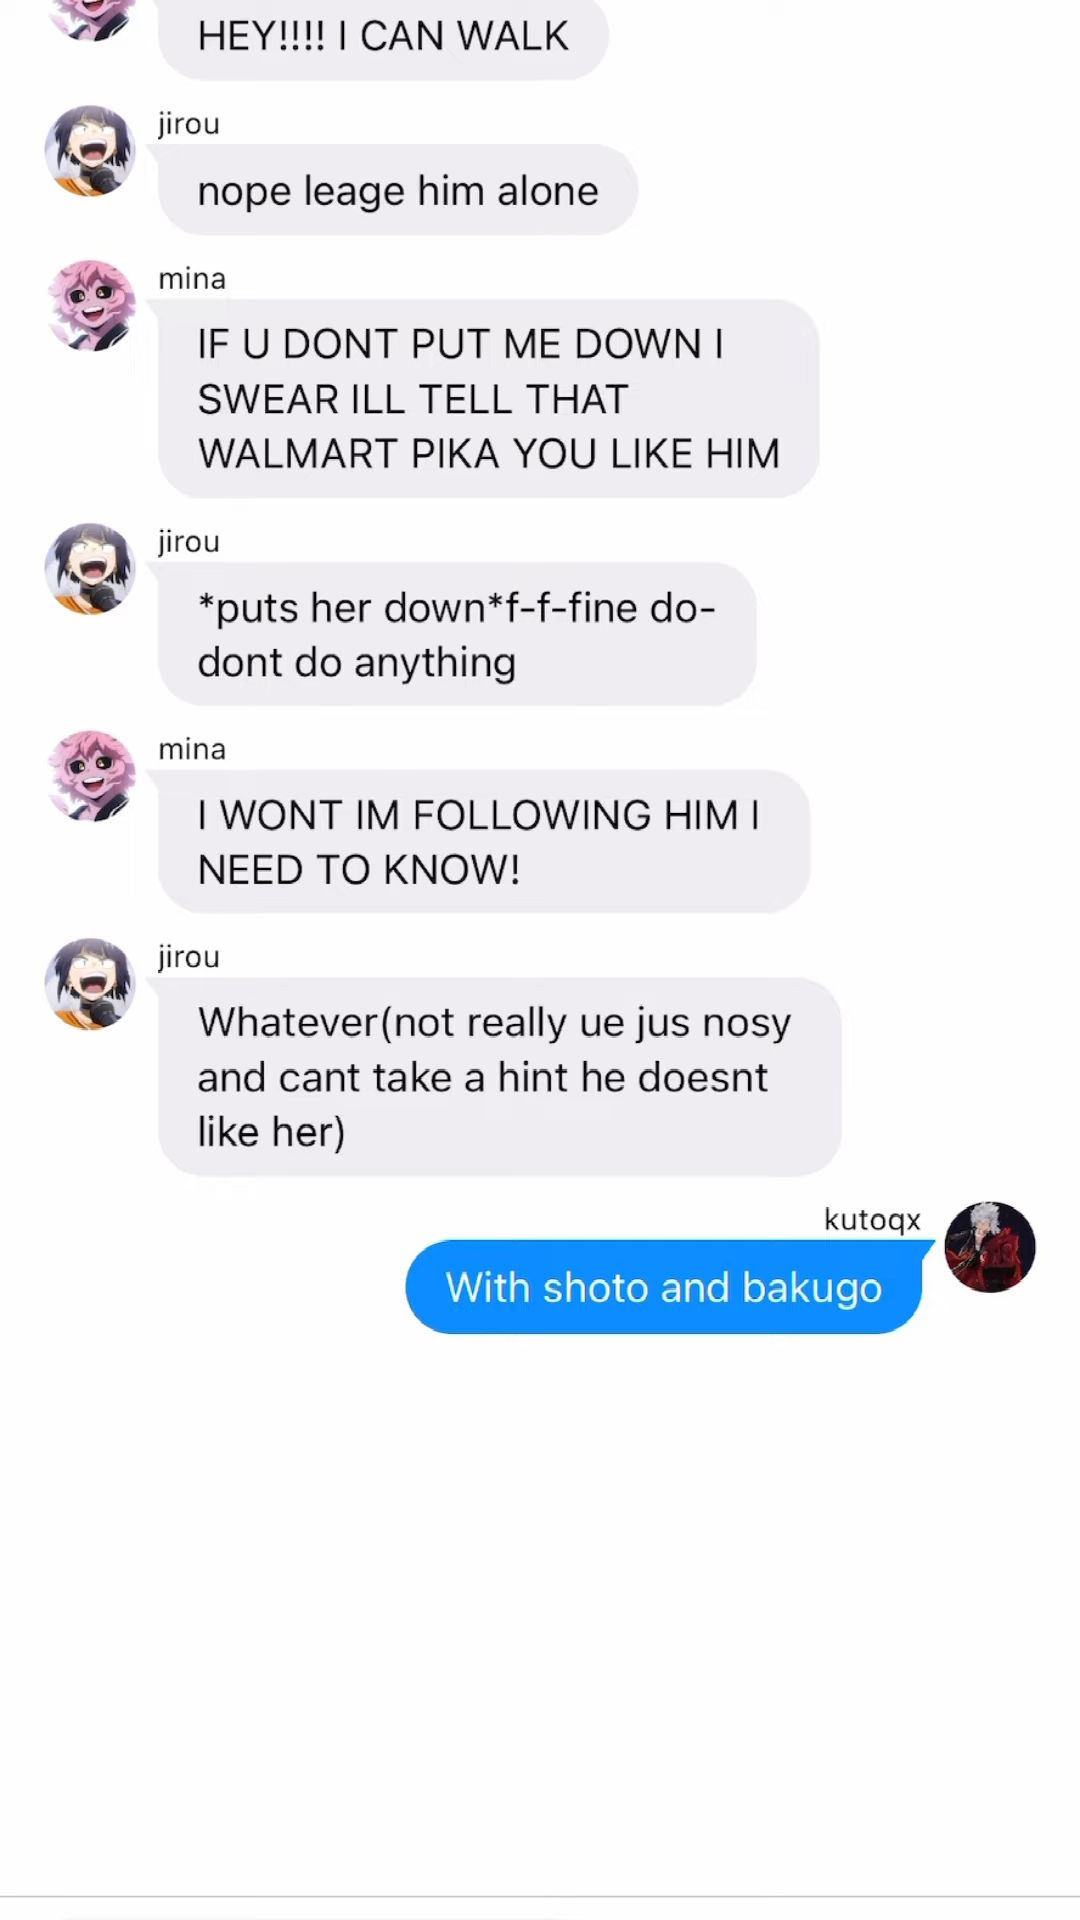 HEY!!!! I CAN WALK
jirou
nope leage him alone
mina
IF U DONT PUT ME DOWN I
SWEAR ILL TELL THAT
WALMART PIKA YOU LIKE HIM
jirou
*puts her down*f-f-fine do-
dont do anything
mina
I WONT IM FOLLOWING HIM I
NEED TO KNOW!
jirou
Whatever(not really ue jus nosy
and cant take a hint he doesnt
like her)
kutoqx
With shoto and bakugo